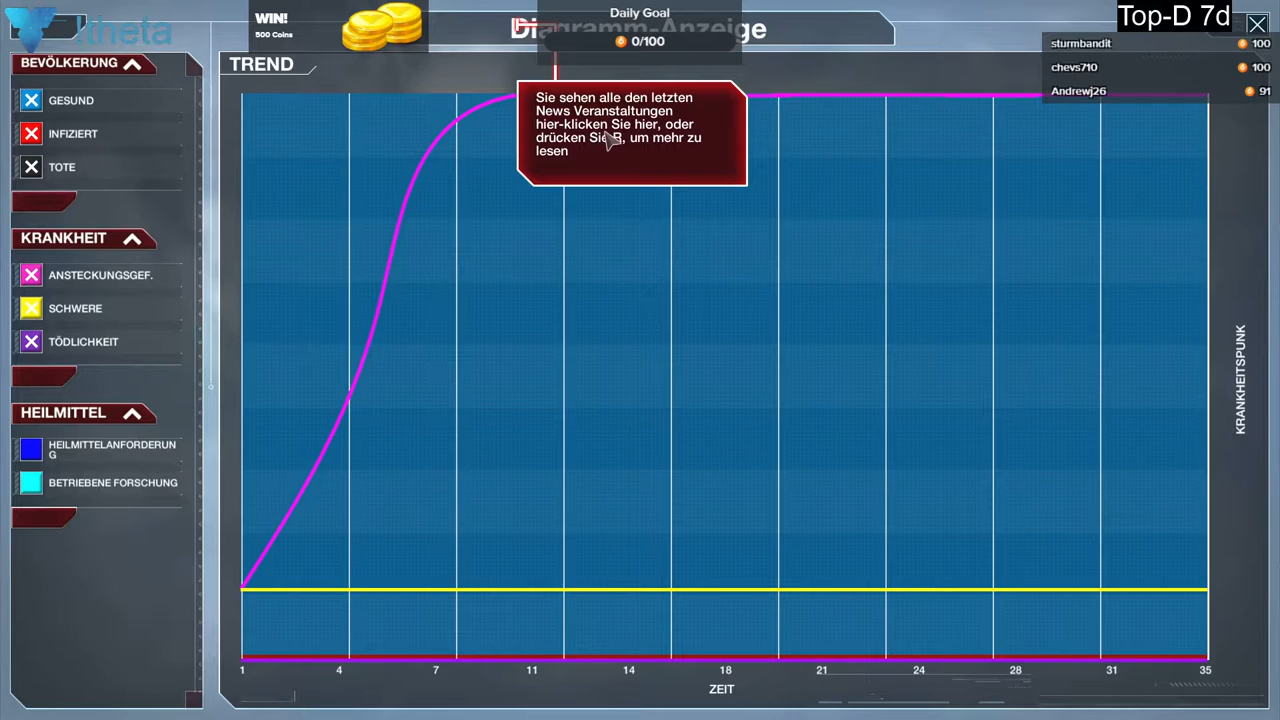 theta
WIN!
500 Coins
Diagramm-Anzeige
Daily Goal
0/100
Top-D 7d
sturmbandit 100
chevs710 100
Andrewj26 91
BEVÖLKERUNG
GESUND
INFIZIERT
TOTE
KRANKHEIT
ANSTECKUNGSGEF.
SCHWERE
TÖDLICHKEIT
HEILMITTEL
HEILMITTELANFORDERUN
G
BETRIEBENE FORSCHUNG
TREND
Sie sehen alle den letzten
News Veranstaltungen
hier-klicken Sie hier, oder
drücken Sie R, um mehr zu
lesen
KRANKHEITSPUNK
1 4 7 11 14 18 21 24 28 31 35
ZEIT